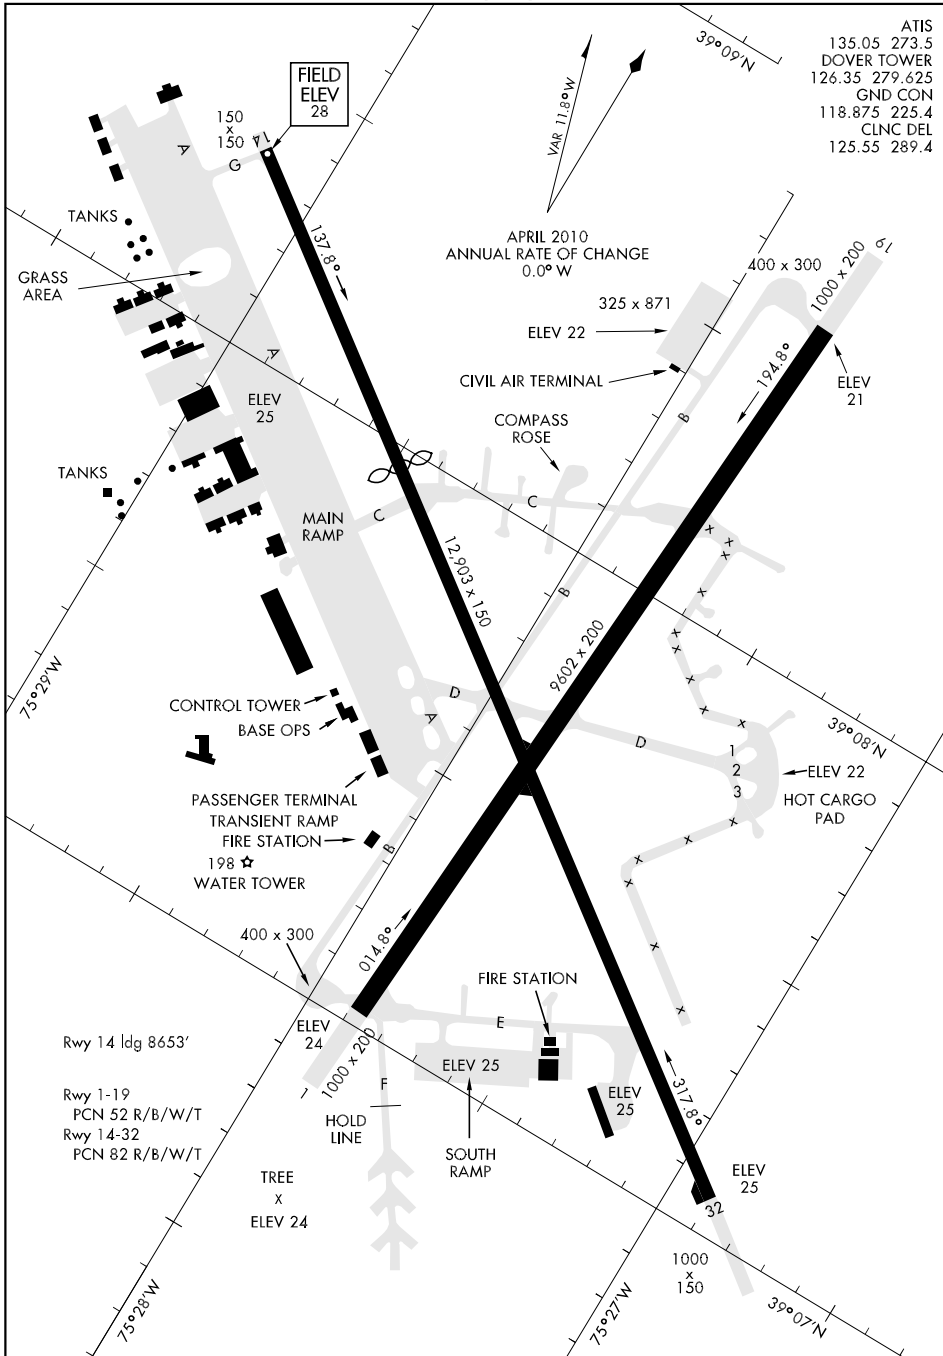 ATIS
135.05 273.5
DOVER TOWER
126.35 279.625
GND CON
118.875 225.4
CLNC DEL
125.55 289.4
39°09'N
FIELD
ELEV
28
150
x
150
14
A
G
VAR 11.8°W
TANKS
137.8°
APRIL 2010
ANNUAL RATE OF CHANGE
0.0° W
GRASS
AREA
400 x 300
1000 x 200
19
325 x 871
ELEV 22
A
194.8°
CIVIL AIR TERMINAL
ELEV
21
ELEV
25
B
COMPASS
ROSE
TANKS
MAIN
RAMP
C
C
12,903 x 150
B
9602 x 200
75°29'W
CONTROL TOWER
BASE OPS
D
A
D
39°08'N
1
2
3
ELEV 22
HOT CARGO
PAD
PASSENGER TERMINAL
TRANSIENT RAMP
FIRE STATION
B
198
WATER TOWER
400 x 300
014.8°
FIRE STATION
ELEV
24
E
Rwy 14 ldg 8653'
1000 x 200
1
ELEV 25
F
ELEV
25
317.8°
Rwy 1-19
PCN 52 R/B/W/T
Rwy 14-32
PCN 82 R/B/W/T
HOLD
LINE
SOUTH
RAMP
TREE
x
ELEV 24
ELEV
25
32
1000
x
150
75°28'W
75°27'W
39°07'N